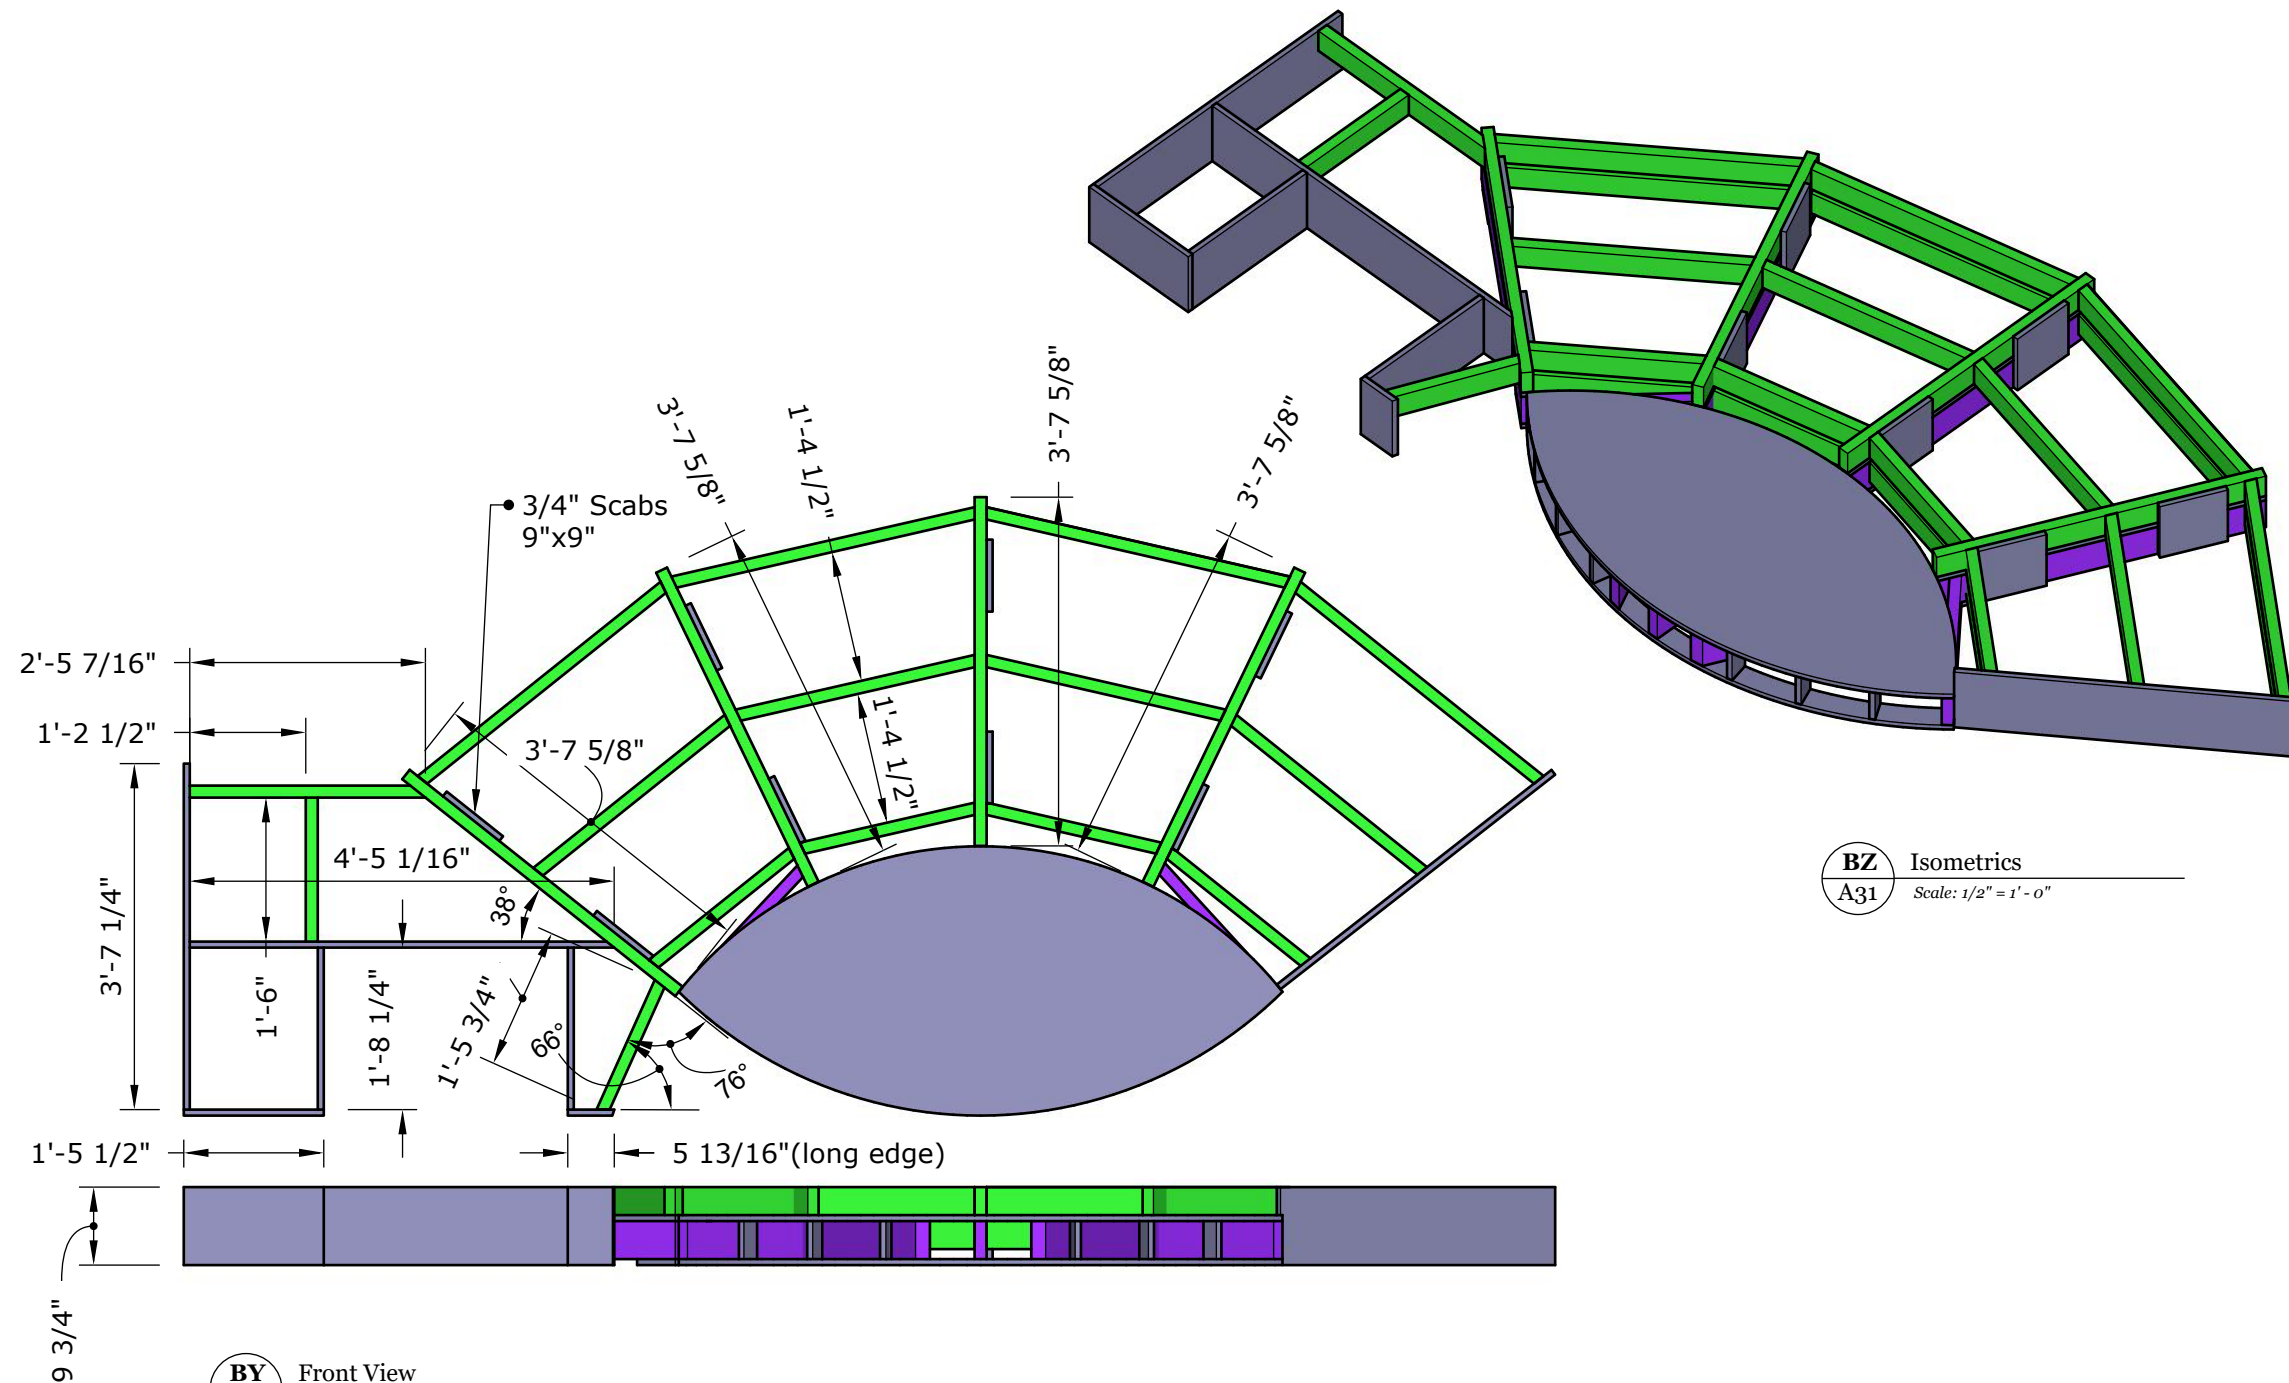 3'-7 5/8"
3'-7 5/8"
1'-4 1/2"
3'-7 5/8"
3/4" Scabs
9"x9"
2'-5 7/16"
1'-2 1/2"
3'-7 5/8"
1'-4 1/2"
4'-5 1/16"
38°
3'-7 1/4"
1'-6"
1'-8 1/4"
1'-5 3/4"
66°
76°
1'-5 1/2"
5 13/16"(long edge)
9 3/4"
BZ
A31
Isometrics
Scale: 1/2" = 1' - 0"
BY
Front View